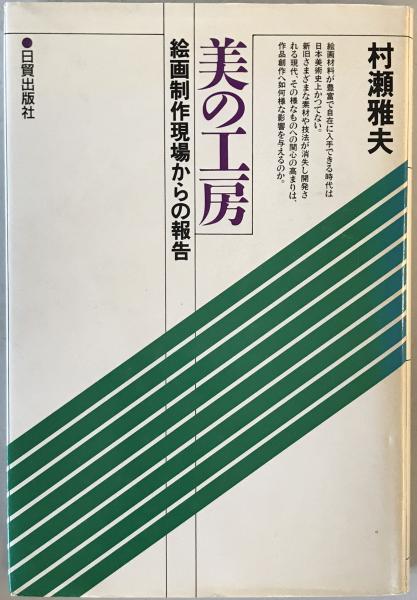 村瀬雅夫
絵画材料が豊富で自在に入手できる時代は
日本美術史上かつてない。
新旧さまざまな素材や技法が消失し開発さ
れる現代、その様なものへの関心の高まりは、
作品創作へ如何様な影響を与えるのか。
美の工房
絵画制作現場からの報告
●日貿出版社